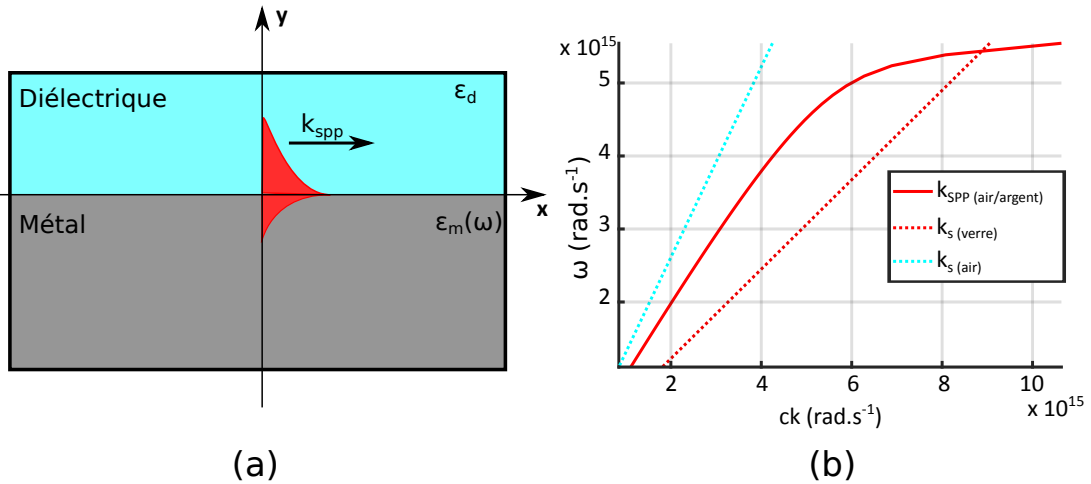 y
Diélectrique
ε_d
k_spp
x
Métal
ε_m(ω)
(a)
x 10^15
5
4
3
2
ω (rad.s^-1)
k_SPP (air/argent)
k_s (verre)
k_s (air)
2
4
6
8
10
x 10^15
ck (rad.s^-1)
(b)